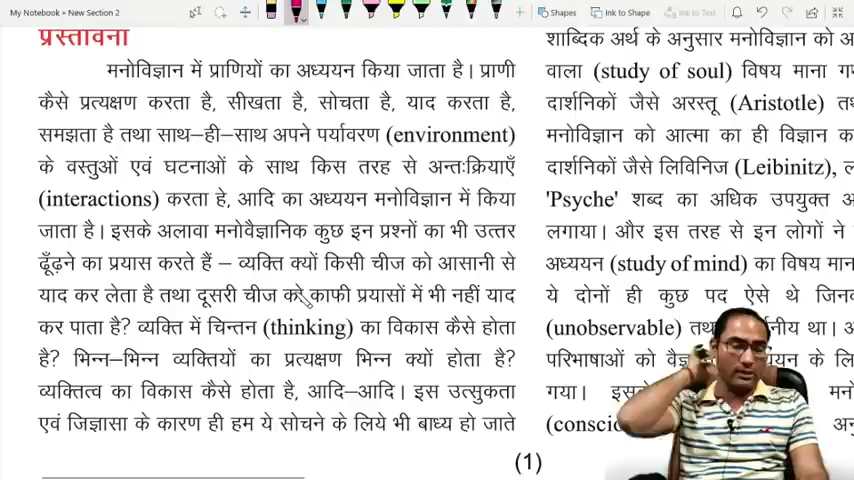 My Notebook » New Section 2
Shapes
Ink to Shape
Ink to Text
प्रस्तावना
मनोविज्ञान में प्राणियों का अध्ययन किया जाता है। प्राणी
कैसे प्रत्यक्षण करता है, सीखता है, सोचता है, याद करता है,
समझता है तथा साथ–ही–साथ अपने पर्यावरण (environment)
के वस्तुओं एवं घटनाओं के साथ किस तरह से अन्तःक्रियाएँ
(interactions) करता हे, आदि का अध्ययन मनोविज्ञान में किया
जाता है। इसके अलावा मनोवैज्ञानिक कुछ इन प्रश्नों का भी उत्तर
ढूँढ़ने का प्रयास करते हैं – व्यक्ति क्यों किसी चीज को आसानी से
याद कर लेता है तथा दूसरी चीज को काफी प्रयासों में भी नहीं याद
कर पाता है? व्यक्ति में चिन्तन (thinking) का विकास कैसे होता
है? भिन्न–भिन्न व्यक्तियों का प्रत्यक्षण भिन्न क्यों होता है?
व्यक्तित्व का विकास कैसे होता है, आदि–आदि। इस उत्सुकता
एवं जिज्ञासा के कारण ही हम ये सोचने के लिये भी बाध्य हो जाते
शाब्दिक अर्थ के अनुसार मनोविज्ञान को
वाला (study of soul) विषय माना
दार्शनिकों जैसे अरस्तू (Aristotle)
मनोविज्ञान को आत्मा का ही विज्ञान
दार्शनिकों जैसे लिविनिज (Leibinitz),
'Psyche' शब्द का अधिक उपयुक्त
लगाया। और इस तरह से इन लोगों ने
अध्ययन (study of mind) का विषय
ये दोनों ही कुछ पद ऐसे थे
(unobservable) था।
परिभाषाओं को के
गया।
(1)